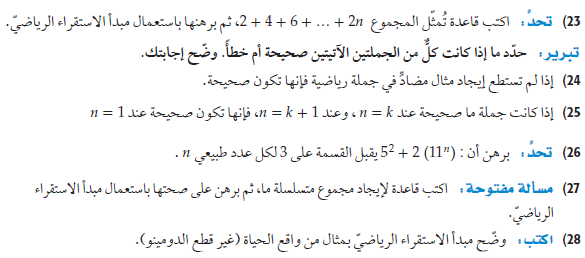 (23 تحدٍّ: اكتب قاعدة تُمثّل المجموع 2 + 4 + 6 + … + 2n، ثم برهنها باستعمال مبدأ الاستقراء الرياضيّ.
تبرير: حدّد ما إذا كانت كلٌّ من الجملتين الآتيتين صحيحة أم خطأً. وضّح إجابتك.
(24 إذا لم تستطع إيجاد مثال مضادٍّ في جملة رياضية فإنها تكون صحيحة.
(25 إذا كانت جملة ما صحيحة عند n = k ، وعند n = k + 1، فإنها تكون صحيحة عند n = 1
(26 تحدٍّ: برهن أن : 5² + 2 (11ⁿ) يقبل القسمة على 3 لكل عدد طبيعي n .
(27 مسألة مفتوحة: اكتب قاعدة لإيجاد مجموع متسلسلة ما، ثم برهن على صحتها باستعمال مبدأ الاستقراء
الرياضيّ.
(28 اكتب: وضّح مبدأ الاستقراء الرياضيّ بمثال من واقع الحياة (غير قطع الدومينو).